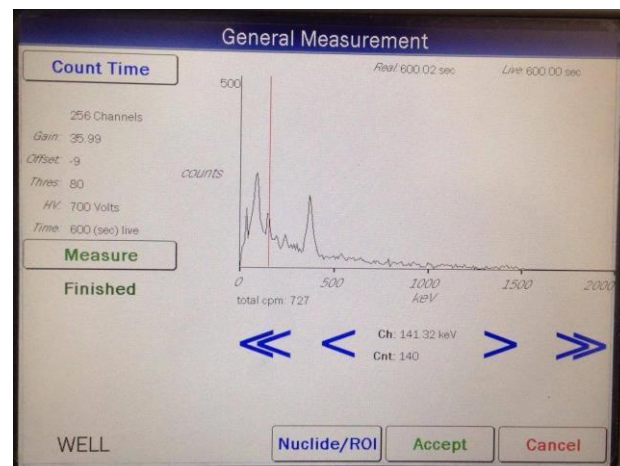 General Measurement
Count Time
Real: 600.02 sec
Live: 600.00 sec
500
256 Channels
Gain: 35.99
Offset: -9
counts
Thres: 80
HV: 700 Volts
Time: 600 (sec) live
Measure
Finished
0 500 1000 1500 2000
total cpm: 727
keV
<< < Ch: 141.32 keV > >>
Cnt: 140
WELL
Nuclide/ROI
Accept
Cancel